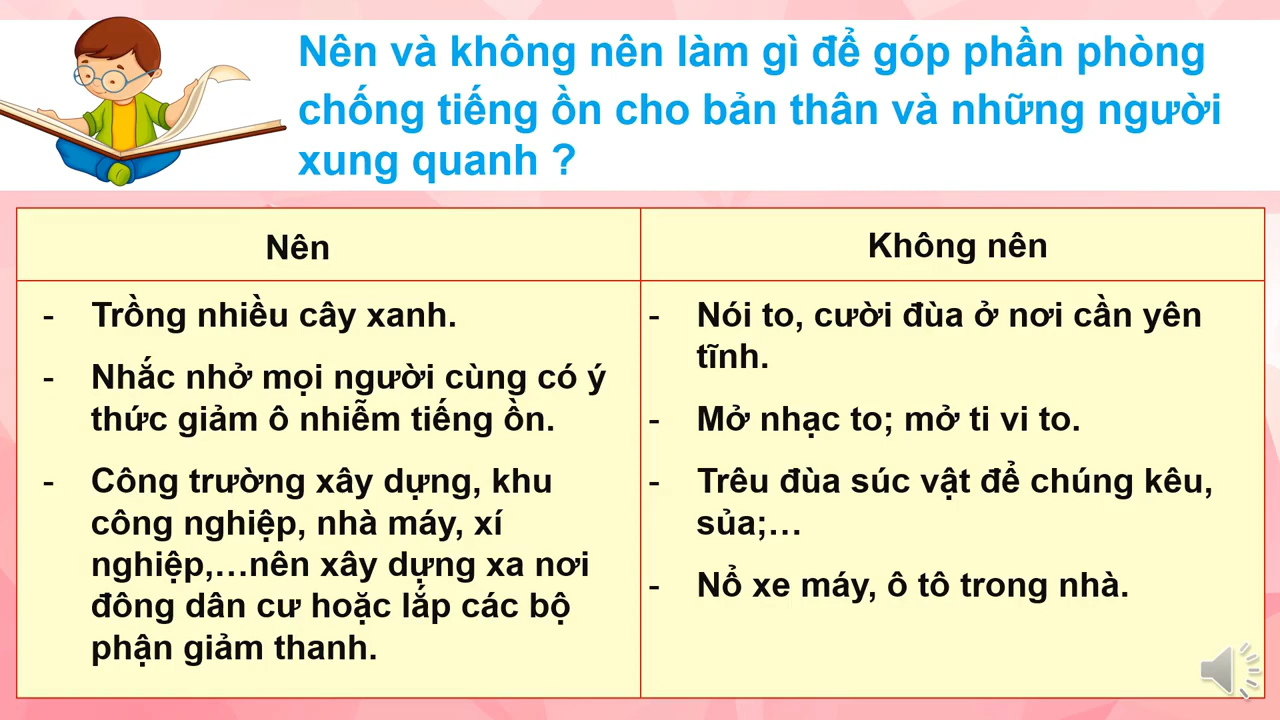 Nên và không nên làm gì để góp phần phòng
chống tiếng ồn cho bản thân và những người
xung quanh ?
Nên
- Trồng nhiều cây xanh.
- Nhắc nhở mọi người cùng có ý
thức giảm ô nhiễm tiếng ồn.
- Công trường xây dựng, khu
công nghiệp, nhà máy, xí
nghiệp,…nên xây dựng xa nơi
đông dân cư hoặc lắp các bộ
phận giảm thanh.
Không nên
- Nói to, cười đùa ở nơi cần yên
tĩnh.
- Mở nhạc to; mở ti vi to.
- Trêu đùa súc vật để chúng kêu,
sủa;…
- Nổ xe máy, ô tô trong nhà.